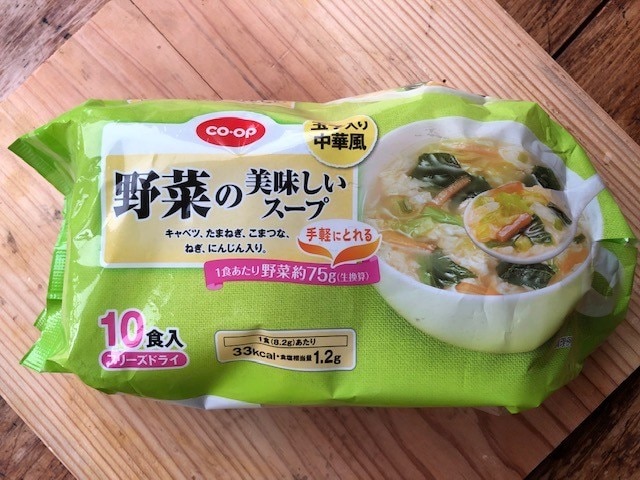 CO-OP
玉子入り
中華風
野菜の美味しい
スープ
キャベツ、たまねぎ、こまつな、
ねぎ、にんじん入り。
手軽にとれる
1食あたり野菜約75g(生換算)
10食入
フリーズドライ
1食(8.2g)あたり
33kcal・食塩相当量1.2g